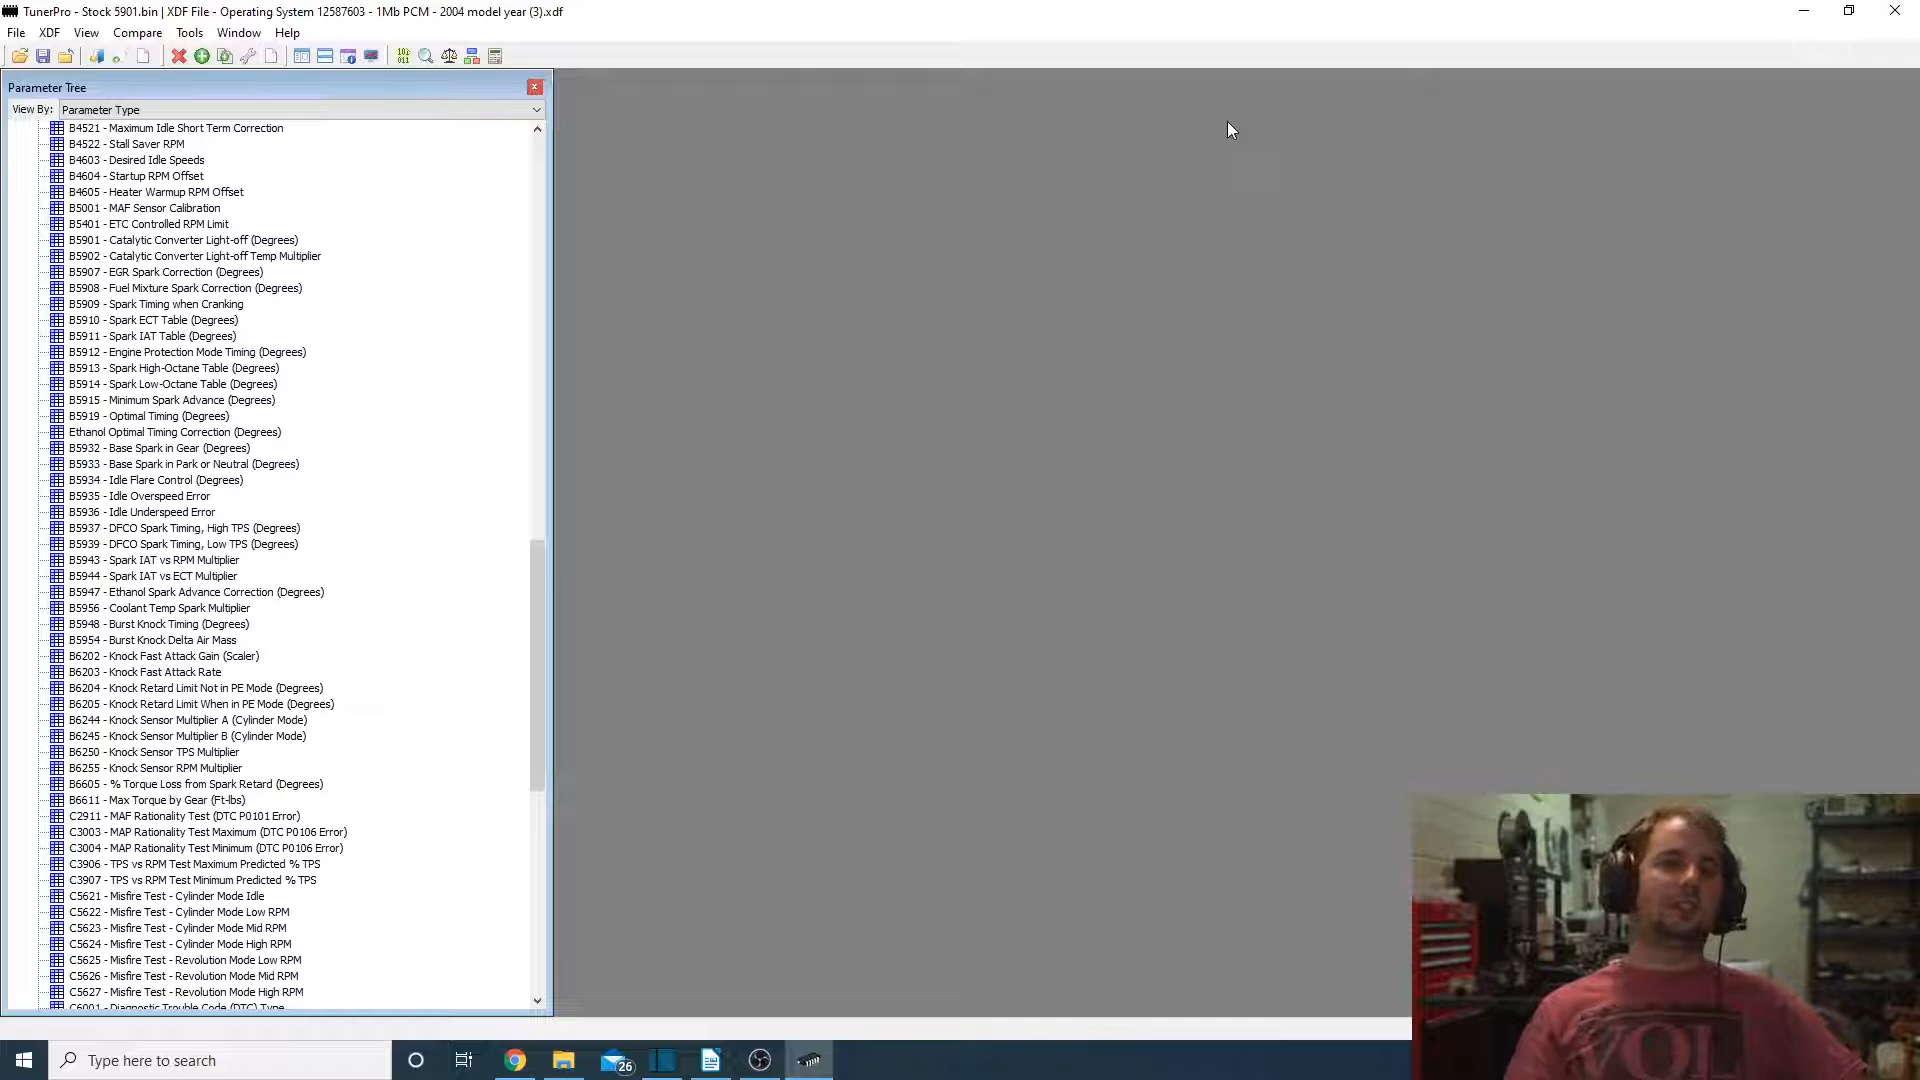 TunerPro - Stock 5901.bin | XDF File - Operating System 12587603 - 1Mb PCM - 2004 model year (3).xdf
File XDF View Compare Tools Window Help
Parameter Tree
View By: Parameter Type
B4521 - Maximum Idle Short Term Correction
B4522 - Stall Saver RPM
B4603 - Desired Idle Speeds
B4604 - Startup RPM Offset
B4605 - Heater Warmup RPM Offset
B5001 - MAF Sensor Calibration
B5401 - ETC Controlled RPM Limit
B5901 - Catalytic Converter Light-off (Degrees)
B5902 - Catalytic Converter Light-off Temp Multiplier
B5907 - EGR Spark Correction (Degrees)
B5908 - Fuel Mixture Spark Correction (Degrees)
B5909 - Spark Timing when Cranking
B5910 - Spark ECT Table (Degrees)
B5911 - Spark IAT Table (Degrees)
B5912 - Engine Protection Mode Timing (Degrees)
B5913 - Spark High-Octane Table (Degrees)
B5914 - Spark Low-Octane Table (Degrees)
B5915 - Minimum Spark Advance (Degrees)
B5919 - Optimal Timing (Degrees)
Ethanol Optimal Timing Correction (Degrees)
B5932 - Base Spark in Gear (Degrees)
B5933 - Base Spark in Park or Neutral (Degrees)
B5934 - Idle Flare Control (Degrees)
B5935 - Idle Overspeed Error
B5936 - Idle Underspeed Error
B5937 - DFCO Spark Timing, High TPS (Degrees)
B5939 - DFCO Spark Timing, Low TPS (Degrees)
B5943 - Spark IAT vs RPM Multiplier
B5944 - Spark IAT vs ECT Multiplier
B5947 - Ethanol Spark Advance Correction (Degrees)
B5956 - Coolant Temp Spark Multiplier
B5948 - Burst Knock Timing (Degrees)
B5954 - Burst Knock Delta Air Mass
B6202 - Knock Fast Attack Gain (Scaler)
B6203 - Knock Fast Attack Rate
B6204 - Knock Retard Limit Not in PE Mode (Degrees)
B6205 - Knock Retard Limit When in PE Mode (Degrees)
B6244 - Knock Sensor Multiplier A (Cylinder Mode)
B6245 - Knock Sensor Multiplier B (Cylinder Mode)
B6250 - Knock Sensor TPS Multiplier
B6255 - Knock Sensor RPM Multiplier
B6605 - % Torque Loss from Spark Retard (Degrees)
B6611 - Max Torque by Gear (Ft-lbs)
C2911 - MAF Rationality Test (DTC P0101 Error)
C3003 - MAP Rationality Test Maximum (DTC P0106 Error)
C3004 - MAP Rationality Test Minimum (DTC P0106 Error)
C3906 - TPS vs RPM Test Maximum Predicted % TPS
C3907 - TPS vs RPM Test Minimum Predicted % TPS
C5621 - Misfire Test - Cylinder Mode Idle
C5622 - Misfire Test - Cylinder Mode Low RPM
C5623 - Misfire Test - Cylinder Mode Mid RPM
C5624 - Misfire Test - Cylinder Mode High RPM
C5625 - Misfire Test - Revolution Mode Low RPM
C5626 - Misfire Test - Revolution Mode Mid RPM
C5627 - Misfire Test - Revolution Mode High RPM
C6001 - Diagnostic Trouble Code (DTC) Type
Type here to search
26